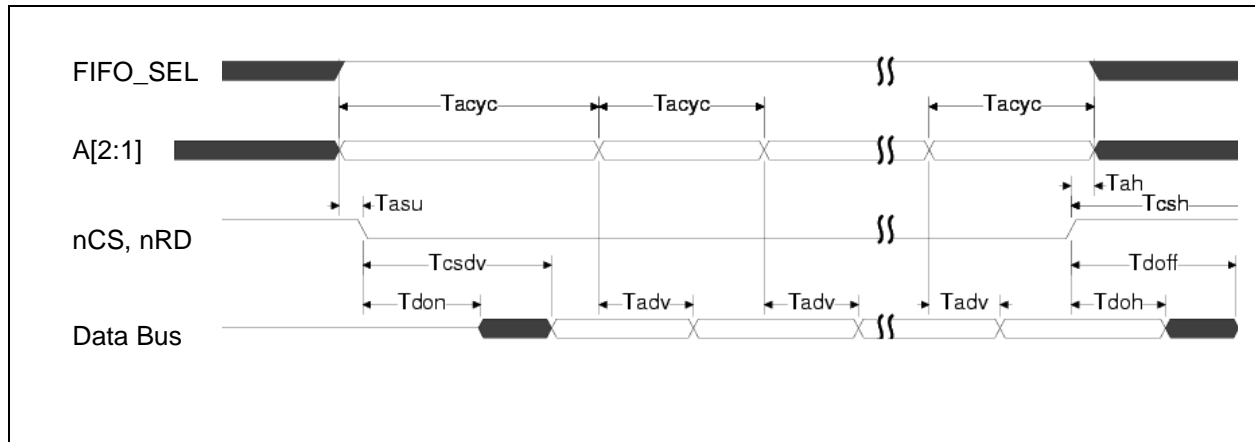 FIFO_SEL
Tacyc Tacyc Tacyc
A[2:1]
Tah
Tasu Tcsh
nCS, nRD
Tcsdv Tdoff
Tdon Tadv Tadv Tadv Tdoh
Data Bus